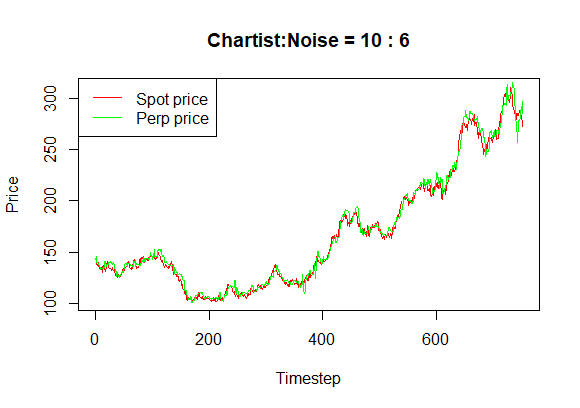 Chartist:Noise = 10 : 6
Spot price
Perp price
Price
300
250
200
150
100
0
200
400
600
Timestep